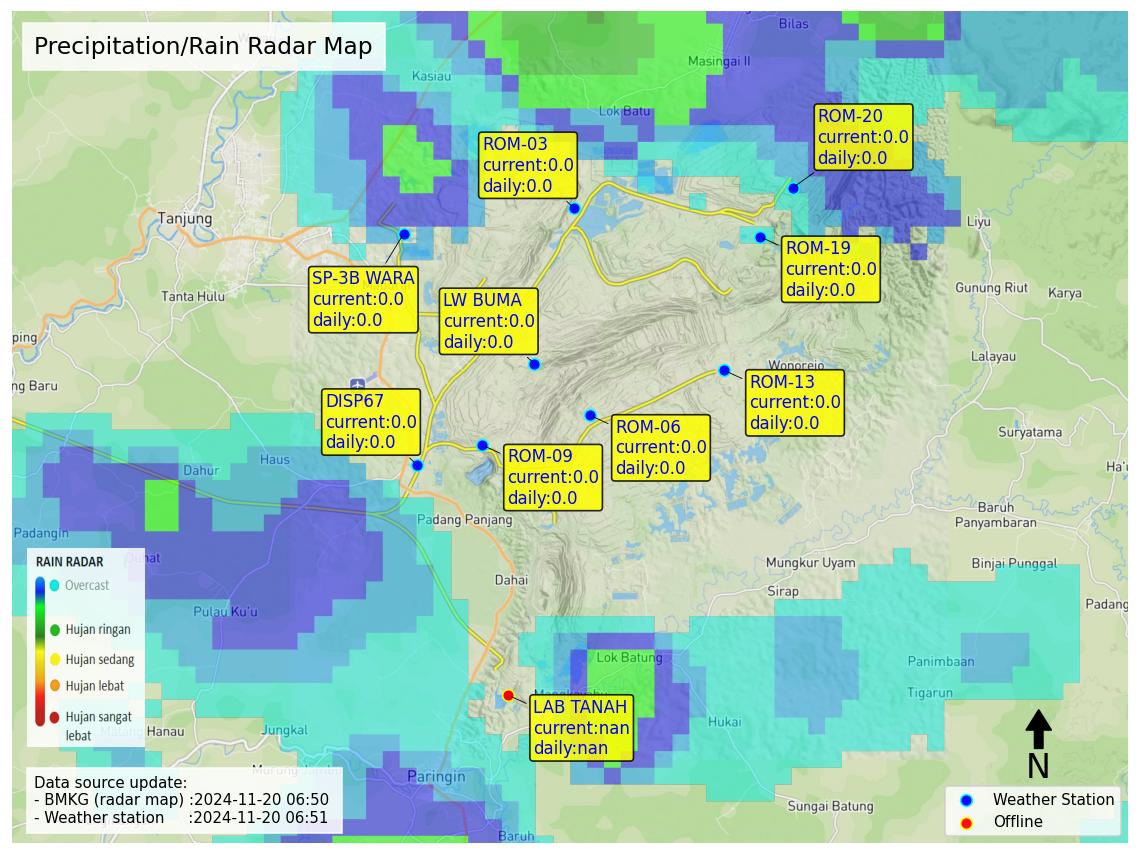 Precipitation/Rain Radar Map
Bilas
Masingai II
Kasiau
Lok Batu
ROM-20
current:0.0
daily:0.0
ROM-03
current:0.0
daily:0.0
Tanjung
Liyu
ROM-19
current:0.0
daily:0.0
SP-3B WARA
current:0.0
daily:0.0
LW BUMA
current:0.0
daily:0.0
Tanta Hulu
Gunung Riut
Karya
ping
Lalayau
Wonorejo
ng Baru
ROM-13
current:0.0
daily:0.0
DISP67
current:0.0
daily:0.0
ROM-06
current:0.0
daily:0.0
Suryatama
ROM-09
current:0.0
daily:0.0
Haus
Dahur
Ha'u
Padang Panjang
Baruh
Panyambaran
Padangin
Mungkur Uyam
Binjai Punggal
Dahai
Sirap
Padang
Pulau Ku'u
RAIN RADAR
Overcast
Hujan ringan
Hujan sedang
Hujan lebat
Hujan sangat
lebat
Lok Batung
Panimbaan
Tigarun
LAB TANAH
current:nan
daily:nan
Hukai
Hanau
Jungkal
Paringin
Sungai Batung
Baruh
N
Data source update:
- BMKG (radar map) :2024-11-20 06:50
- Weather station :2024-11-20 06:51
Weather Station
Offline